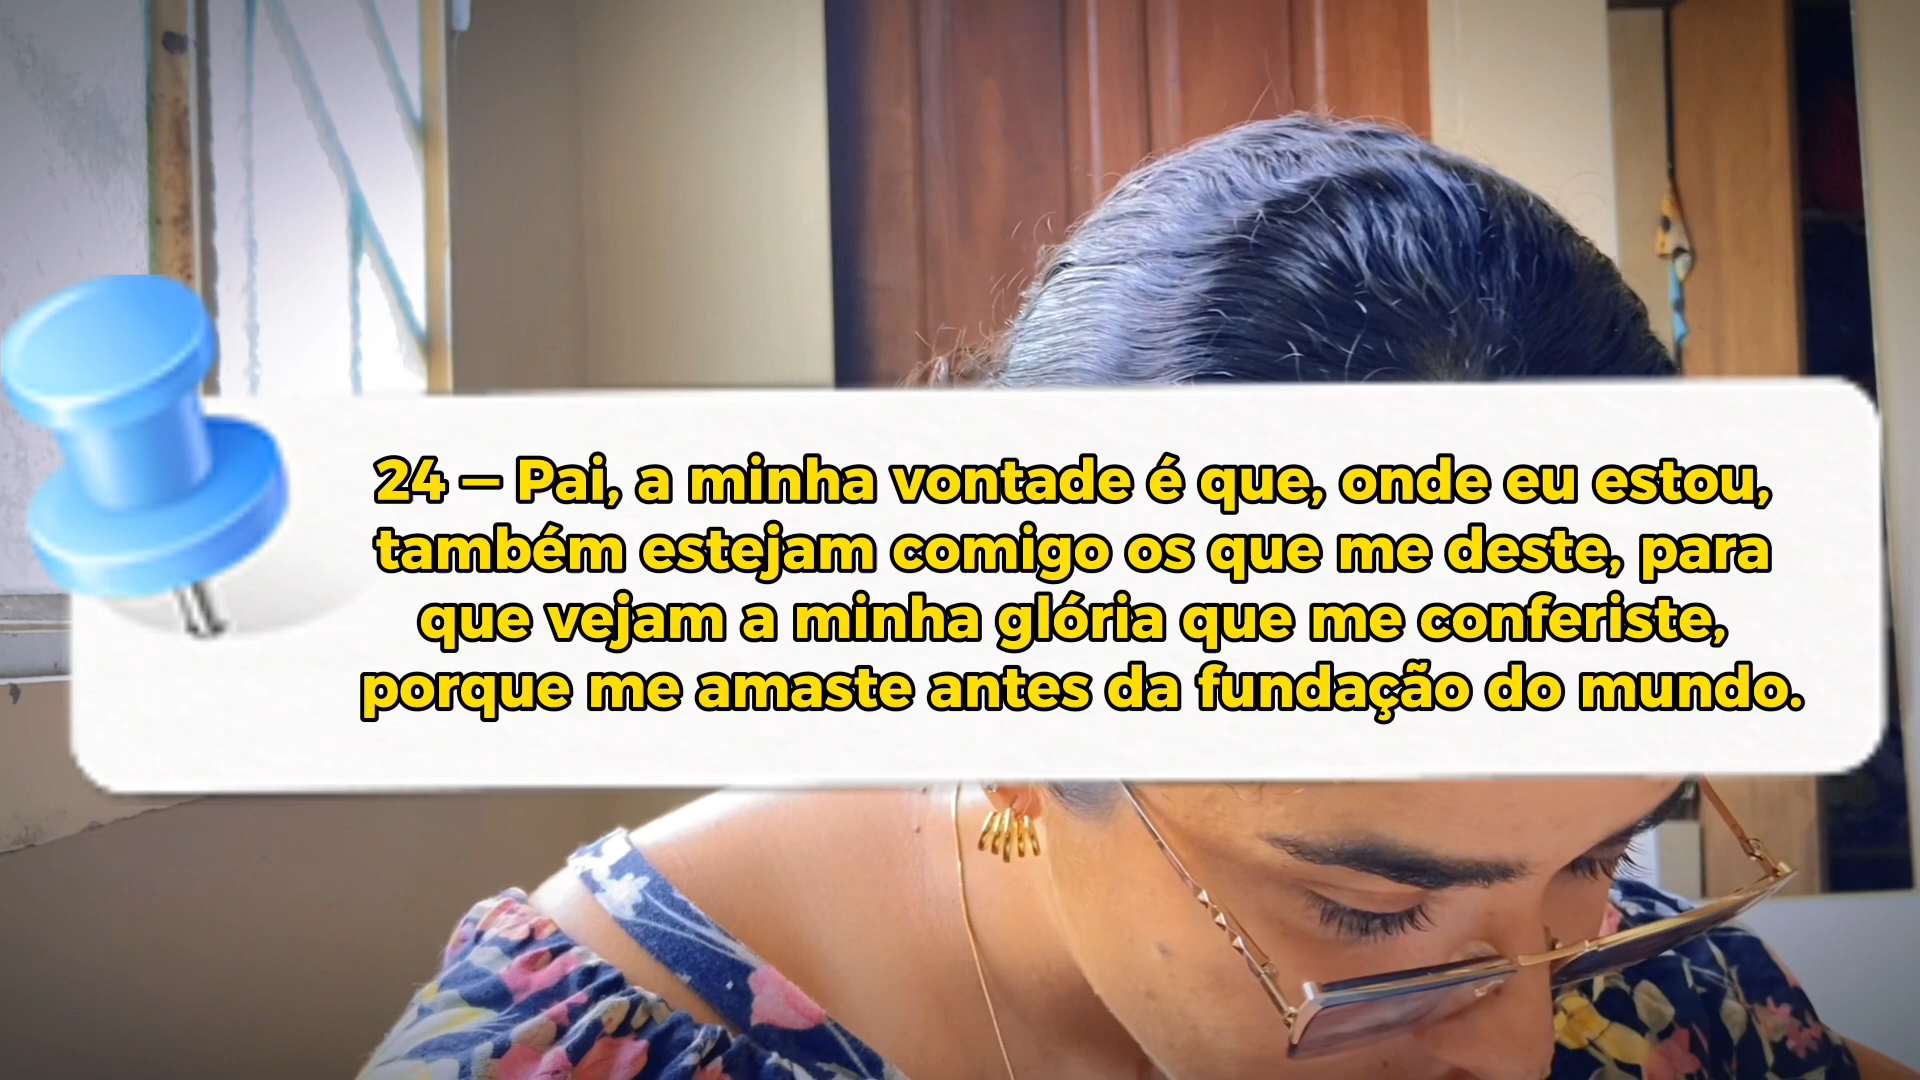 24 — Pai, a minha vontade é que, onde eu estou,
também estejam comigo os que me deste, para
que vejam a minha glória que me conferiste,
porque me amaste antes da fundação do mundo.